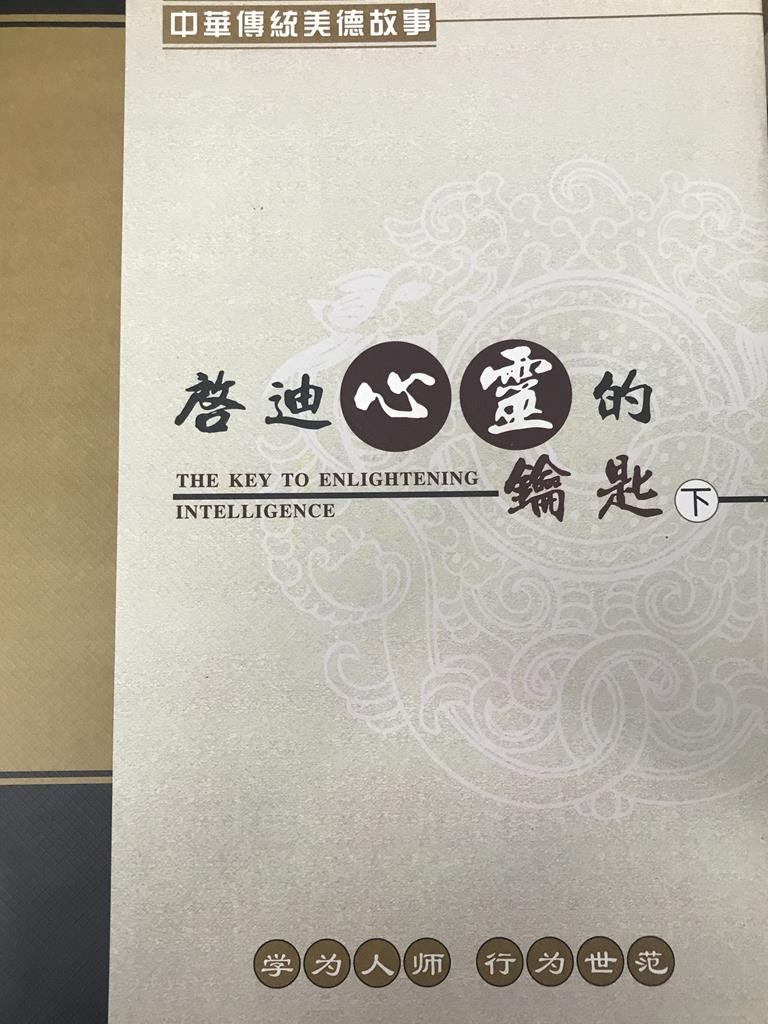 中華傳統美德故事
啓迪心靈的
THE KEY TO ENLIGHTENING
鑰匙 下
INTELLIGENCE
学为人师 行为世范